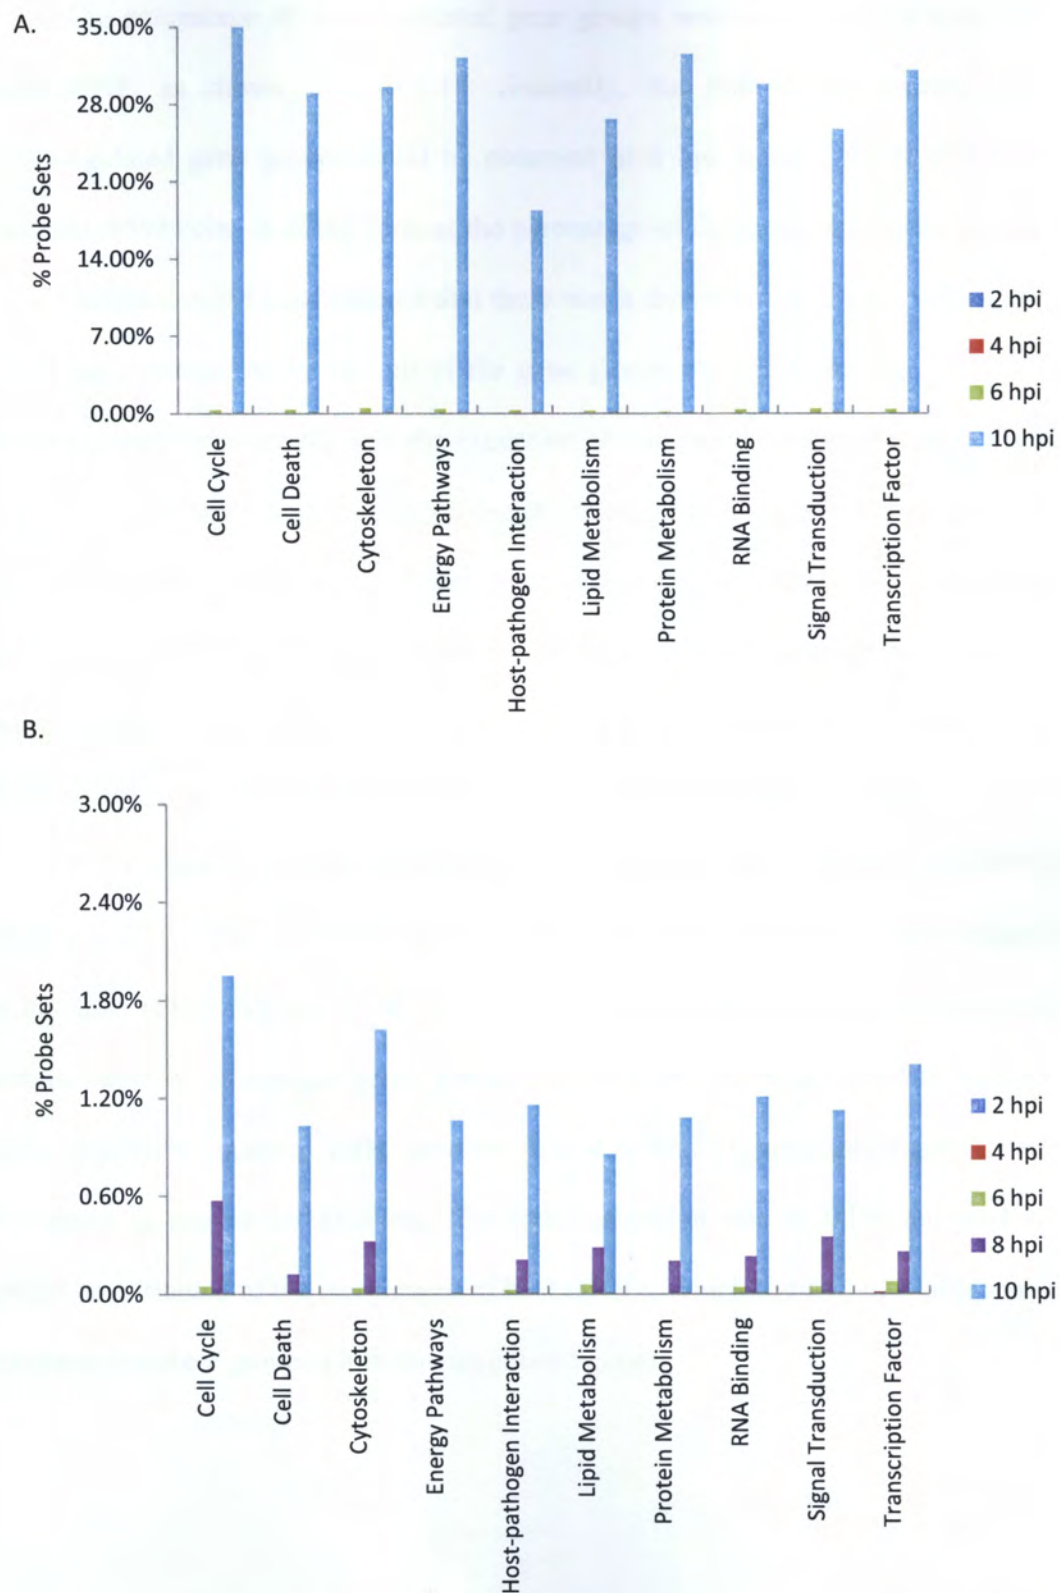 A.
% Probe Sets
35.00%
28.00%
21.00%
14.00%
7.00%
0.00%
Cell Cycle
Cell Death
Cytoskeleton
Energy Pathways
Host-pathogen Interaction
Lipid Metabolism
Protein Metabolism
RNA Binding
Signal Transduction
Transcription Factor
2 hpi
4 hpi
6 hpi
10 hpi
B.
% Probe Sets
3.00%
2.40%
1.80%
1.20%
0.60%
0.00%
Cell Cycle
Cell Death
Cytoskeleton
Energy Pathways
Host-pathogen Interaction
Lipid Metabolism
Protein Metabolism
RNA Binding
Signal Transduction
Transcription Factor
2 hpi
4 hpi
6 hpi
8 hpi
10 hpi